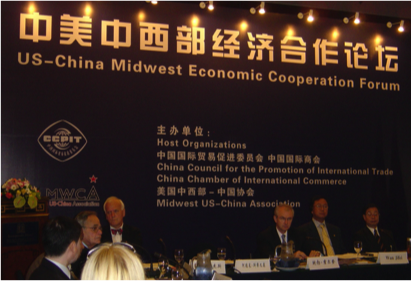 中美中西部经济合作论坛
US-China Midwest Economic Cooperation Forum
CCPIT
MWCA
US-China Association
主办单位：
Host Organizations
中国国际贸易促进委员会 中国国际商会
China Council for the Promotion of International Trade
China Chamber of International Commerce
美国中西部-中国协会
Midwest US-China Association